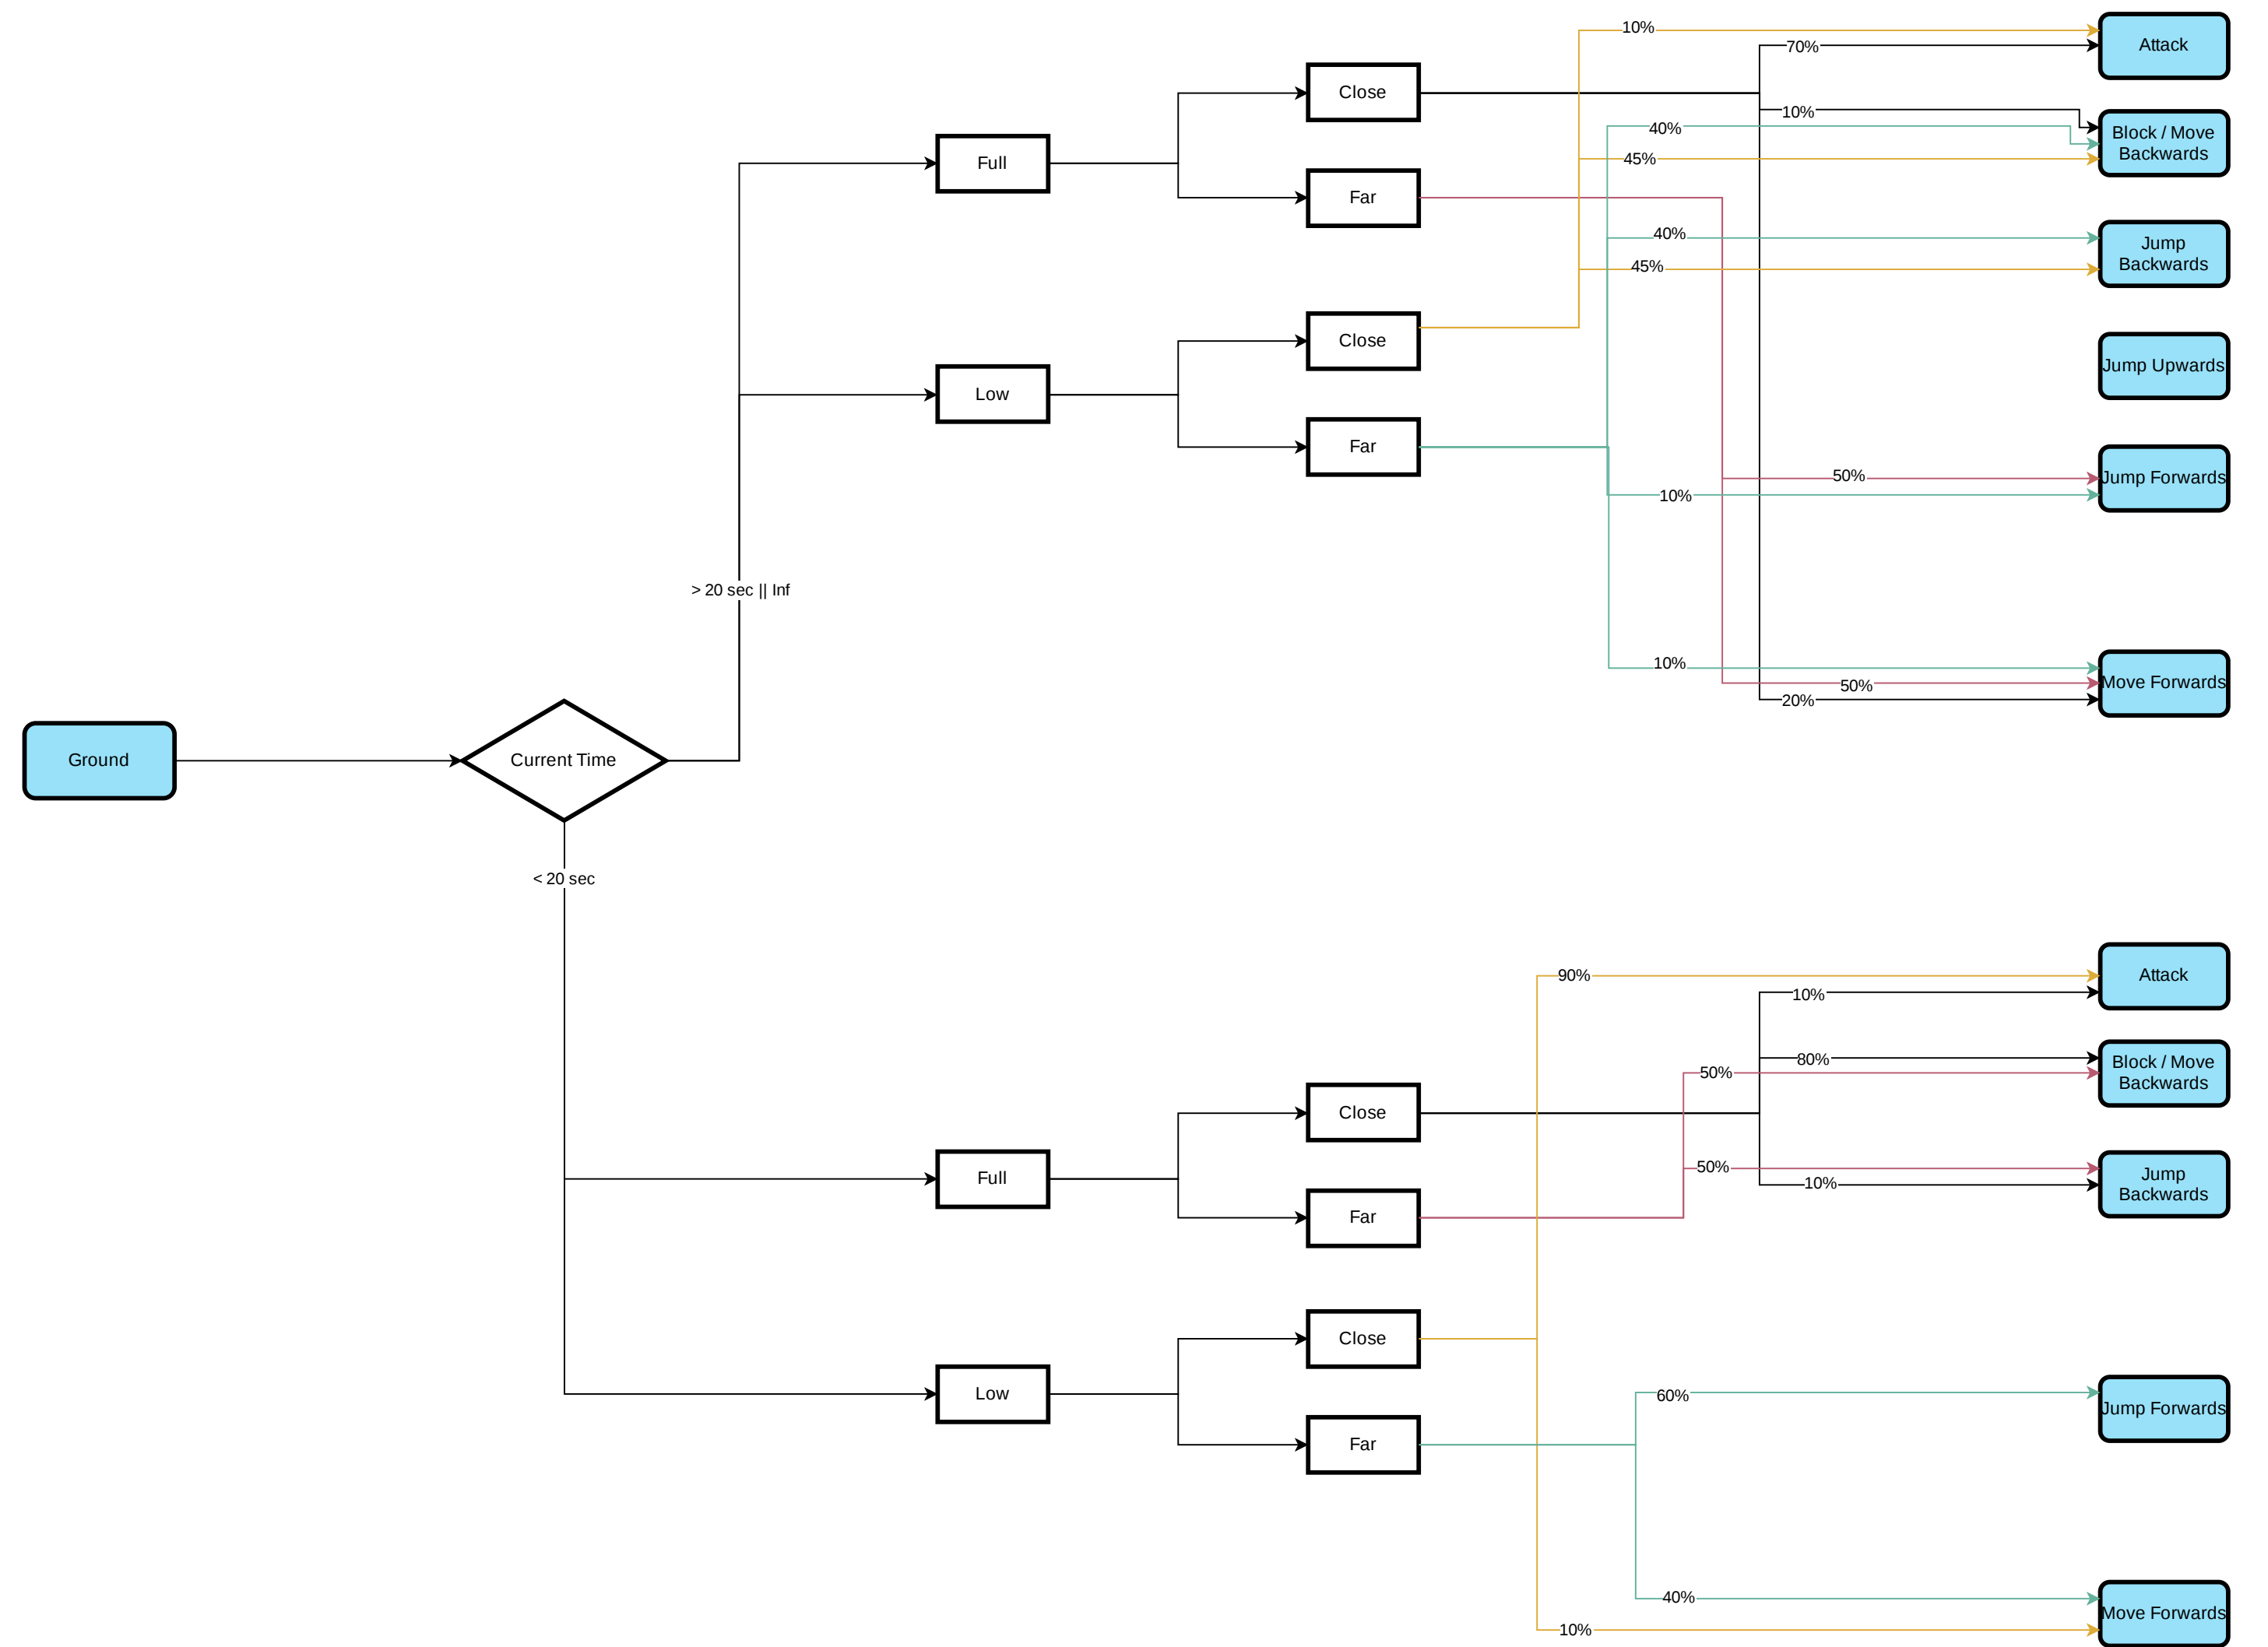 10%
Attack
70%
Close
10%
40%
Block / Move
Backwards
45%
Full
Far
40%
Jump
Backwards
45%
Close
Jump Upwards
Low
Far
50%
Jump Forwards
10%
> 20 sec || Inf
10%
50%
Move Forwards
20%
Ground
Current Time
< 20 sec
90%
Attack
10%
80%
Block / Move
Backwards
50%
Close
Full
50%
Jump
Backwards
10%
Far
Close
Low
60%
Jump Forwards
Far
40%
Move Forwards
10%